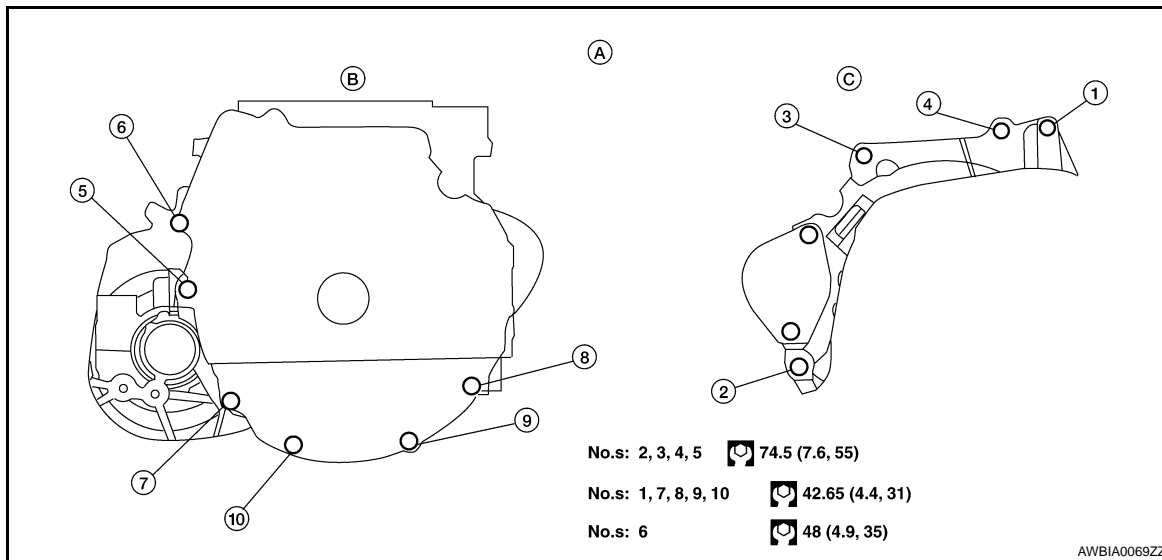 A
B
C
6
3
4
1
5
8
2
9
7
10
No.s: 2, 3, 4, 5 74.5 (7.6, 55)
No.s: 1, 7, 8, 9, 10 42.65 (4.4, 31)
No.s: 6 48 (4.9, 35)
AWBIA0069ZZ